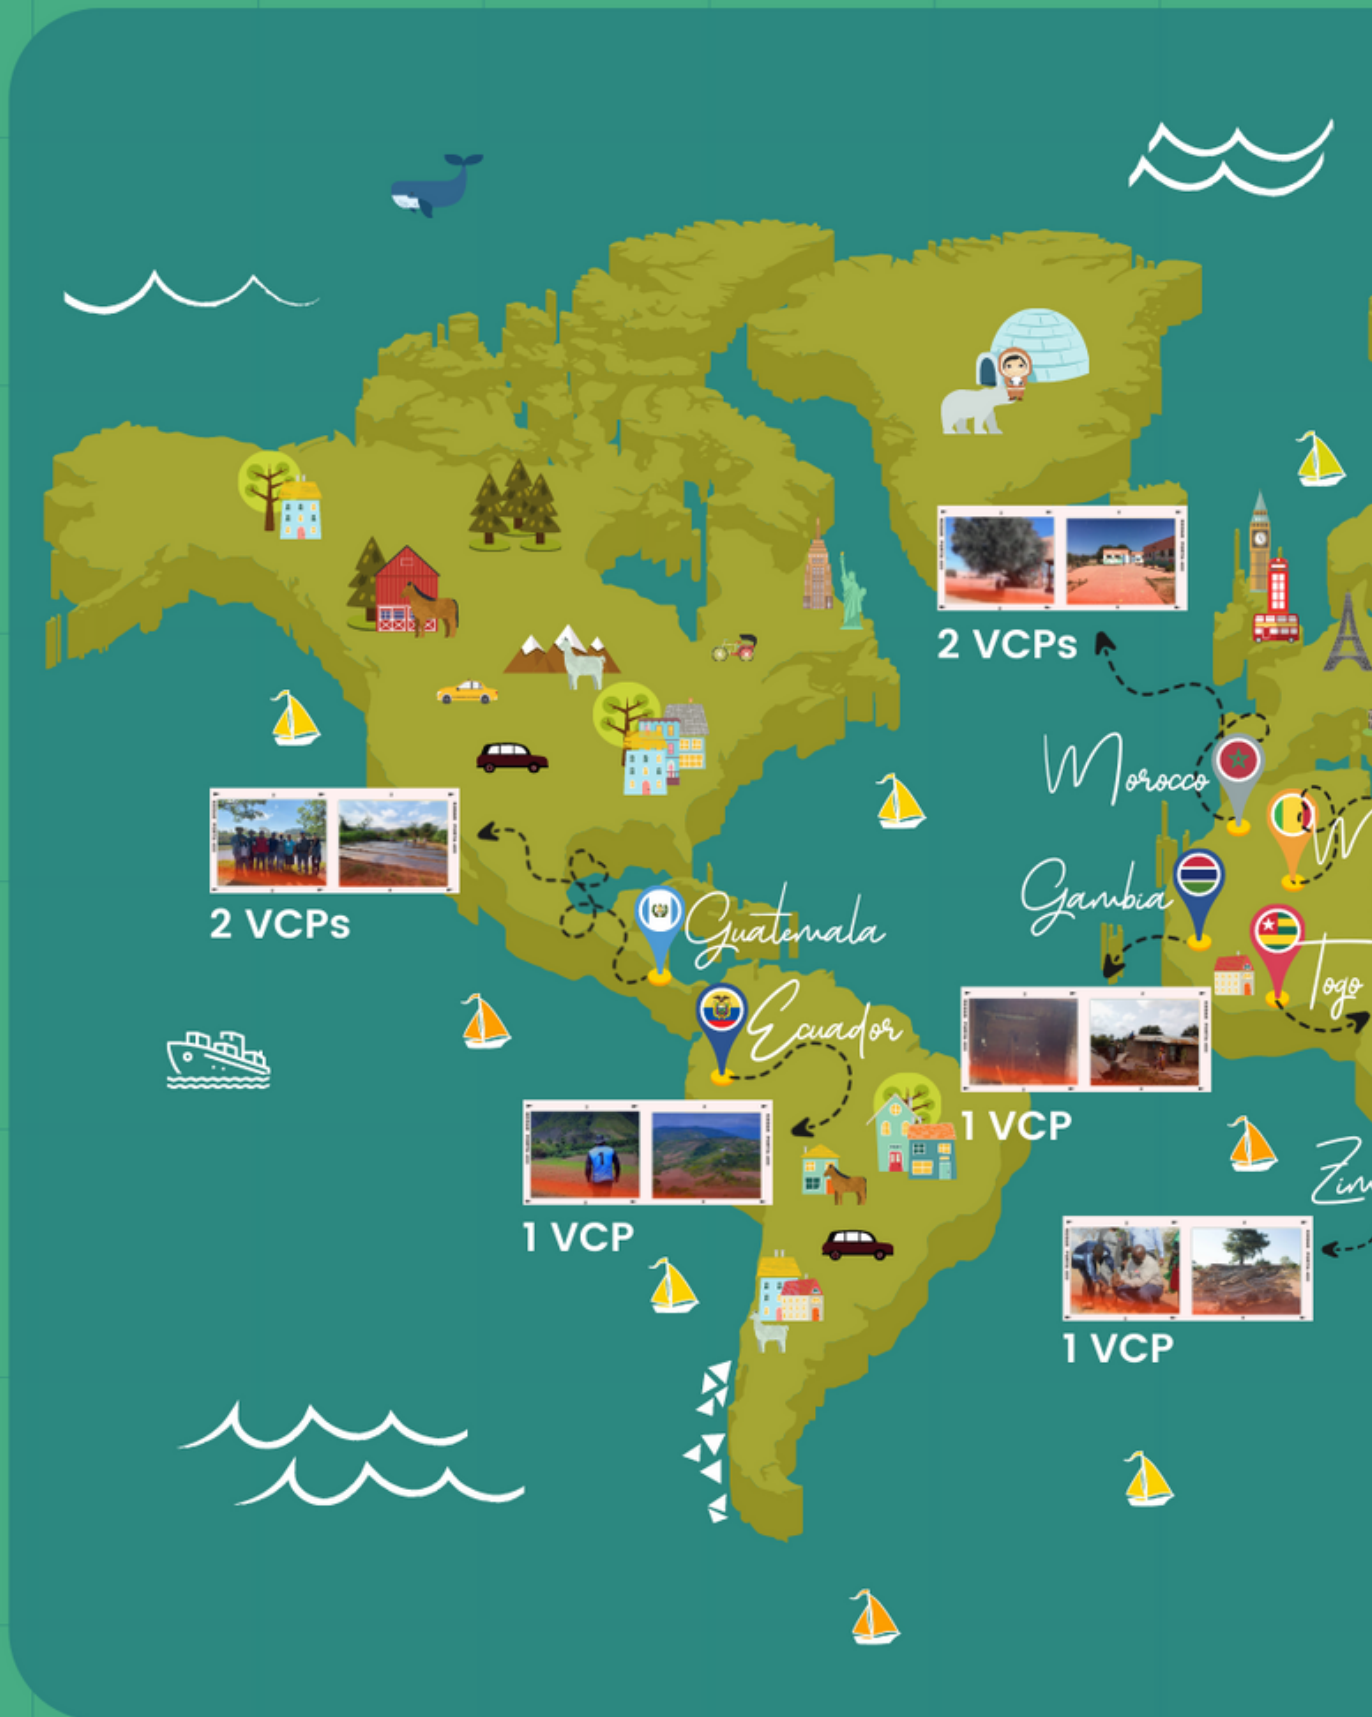 2 VCPs
Morocco
Gambia
2 VCPs
Guatemala
Togo
Ecuador
1 VCP
1 VCP
1 VCP